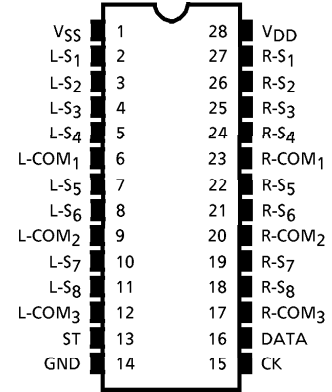 VSS 1 28 VDD
L-S1 2 27 R-S1
L-S2 3 26 R-S2
L-S3 4 25 R-S3
L-S4 5 24 R-S4
L-COM1 6 23 R-COM1
L-S5 7 22 R-S5
L-S6 8 21 R-S6
L-COM2 9 20 R-COM2
L-S7 10 19 R-S7
L-S8 11 18 R-S8
L-COM3 12 17 R-COM3
ST 13 16 DATA
GND 14 15 CK